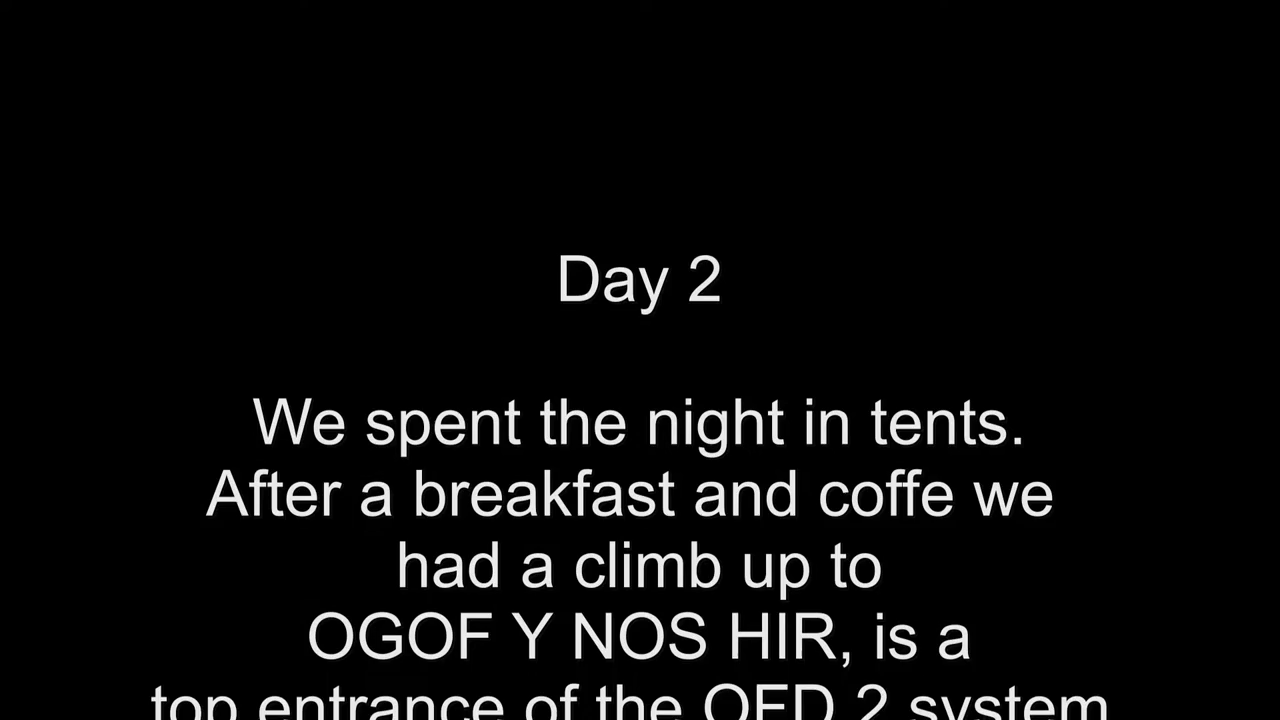 Day 2
We spent the night in tents.
After a breakfast and coffe we
had a climb up to
OGOF Y NOS HIR, is a
top entrance of the OFD 2 system